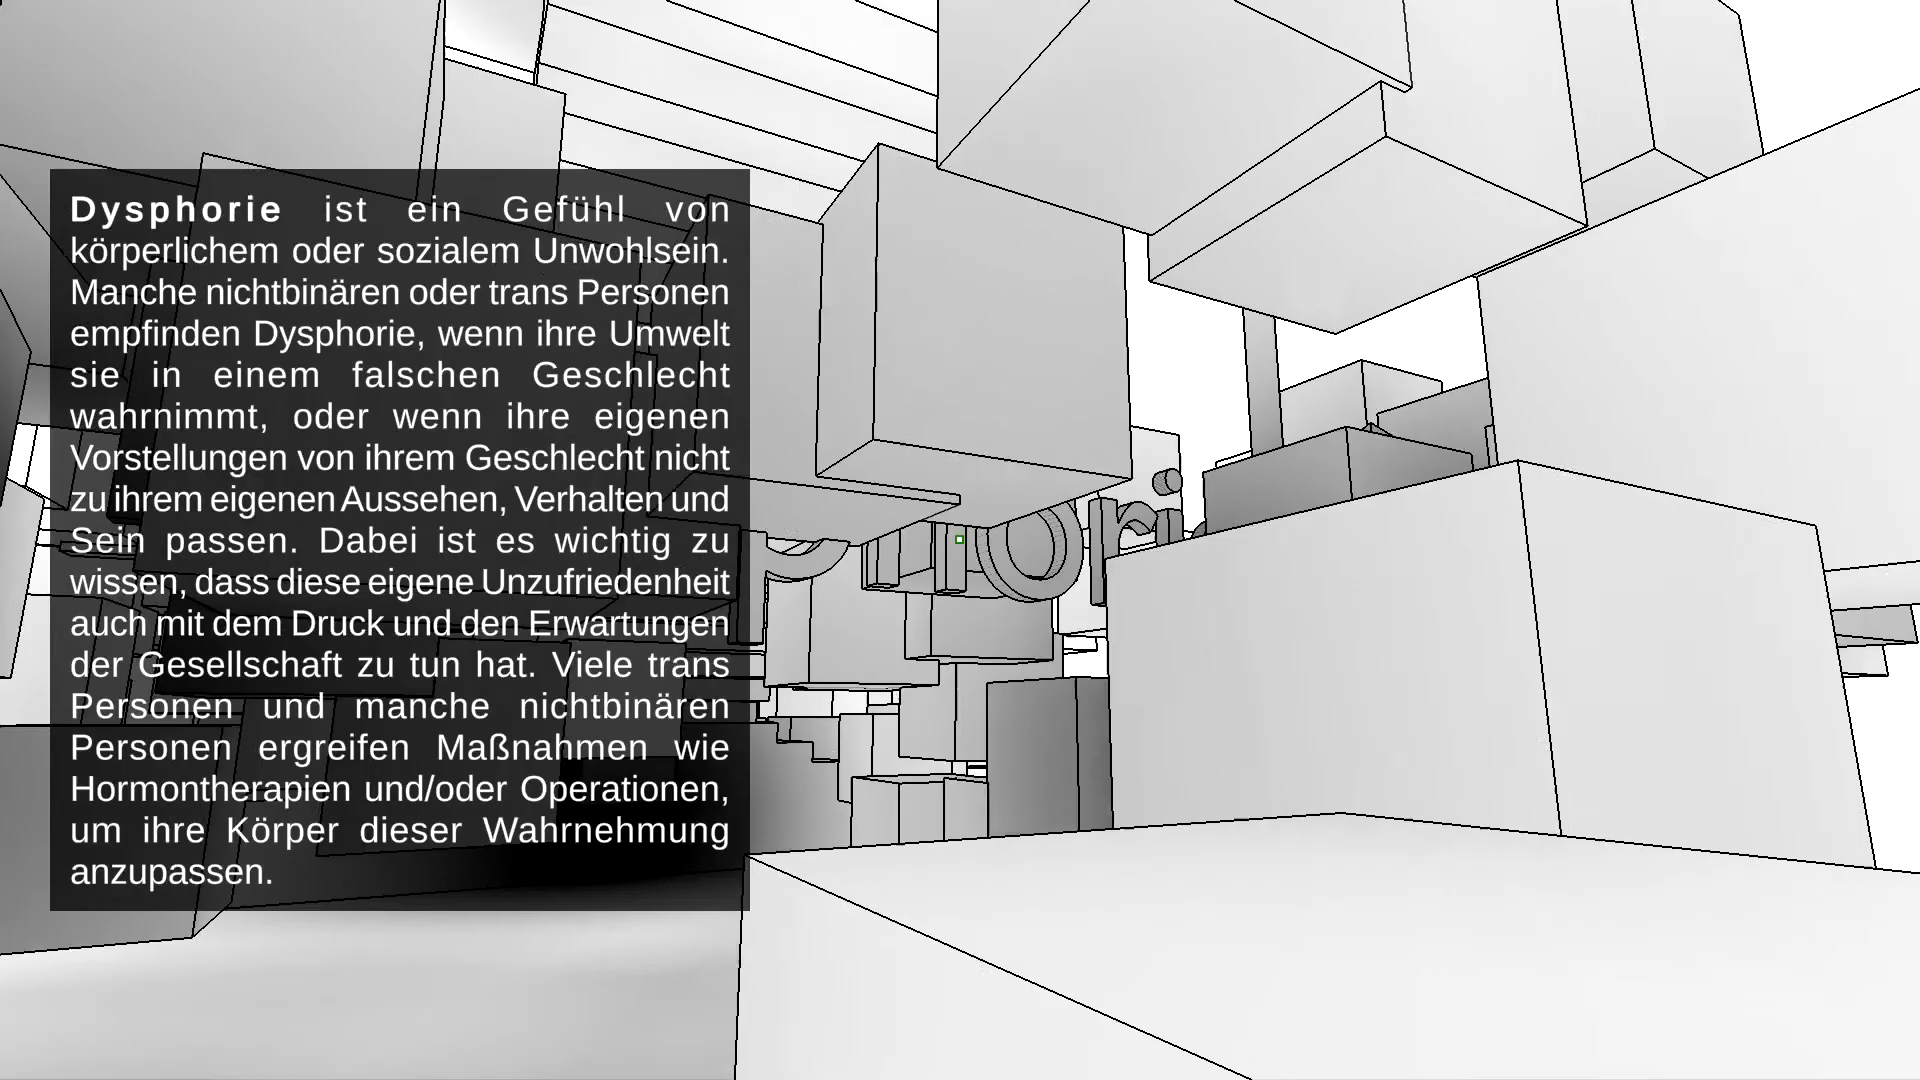 Dysphorie ist ein Gefühl von
körperlichem oder sozialem Unwohlsein.
Manche nichtbinären oder trans Personen
empfinden Dysphorie, wenn ihre Umwelt
sie in einem falschen Geschlecht
wahrnimmt, oder wenn ihre eigenen
Vorstellungen von ihrem Geschlecht nicht
zu ihrem eigenen Aussehen, Verhalten und
Sein passen. Dabei ist es wichtig zu
wissen, dass diese eigene Unzufriedenheit
auch mit dem Druck und den Erwartungen
der Gesellschaft zu tun hat. Viele trans
Personen und manche nichtbinären
Personen ergreifen Maßnahmen wie
Hormontherapien und/oder Operationen,
um ihre Körper dieser Wahrnehmung
anzupassen.